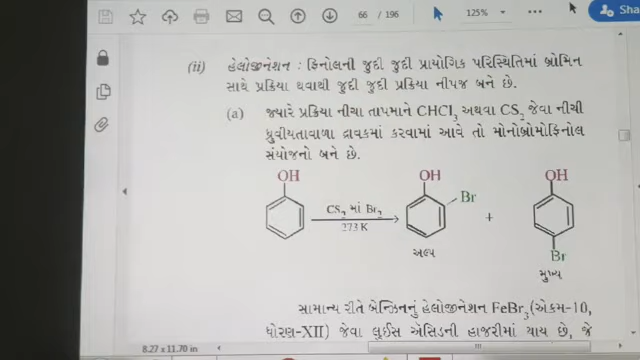 66 / 196
125%
Sha
(ii) હેલોજીનેશન : ફિનોલની જુદી જુદી પ્રાયોગિક પરિસ્થિતિમાં બ્રોમિન
સાથે પ્રક્રિયા થવાથી જુદી જુદી પ્રક્રિયા નીપજ બને છે.
(a) જ્યારે પ્રક્રિયા નીચા તાપમાને CHCl₃ અથવા CS₂ જેવા નીચી
ધ્રુવીયતાવાળા દ્રાવકમાં કરવામાં આવે તો મોનોબ્રોમોફિનોલ
સંયોજનો બને છે.
OH OH OH
Br
CS₂ માં Br₂
273 K
+
અલ્પ
Br
મુખ્ય
સામાન્ય રીતે બેન્ઝિનનું હેલોજીનેશન FeBr₃ (એકમ-10,
ધોરણ-XII) જેવા લૂઈસ ઍસિડની હાજરીમાં થાય છે, જે
8.27 x 11.70 in